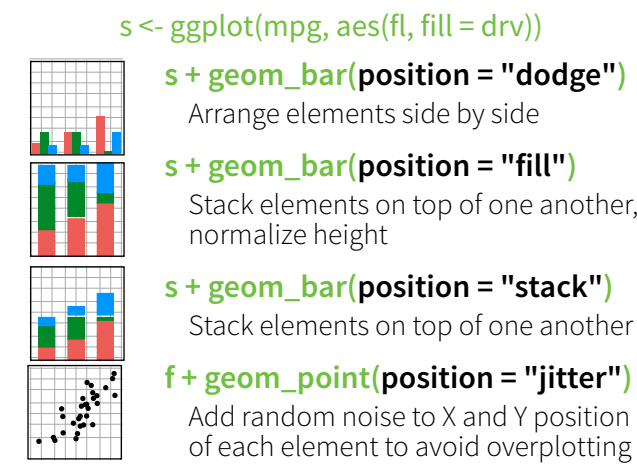 s <- ggplot(mpg, aes(fl, fill = drv))
s + geom_bar(position = "dodge")
Arrange elements side by side
s + geom_bar(position = "fill")
Stack elements on top of one another,
normalize height
s + geom_bar(position = "stack")
Stack elements on top of one another
f + geom_point(position = "jitter")
Add random noise to X and Y position
of each element to avoid overplotting